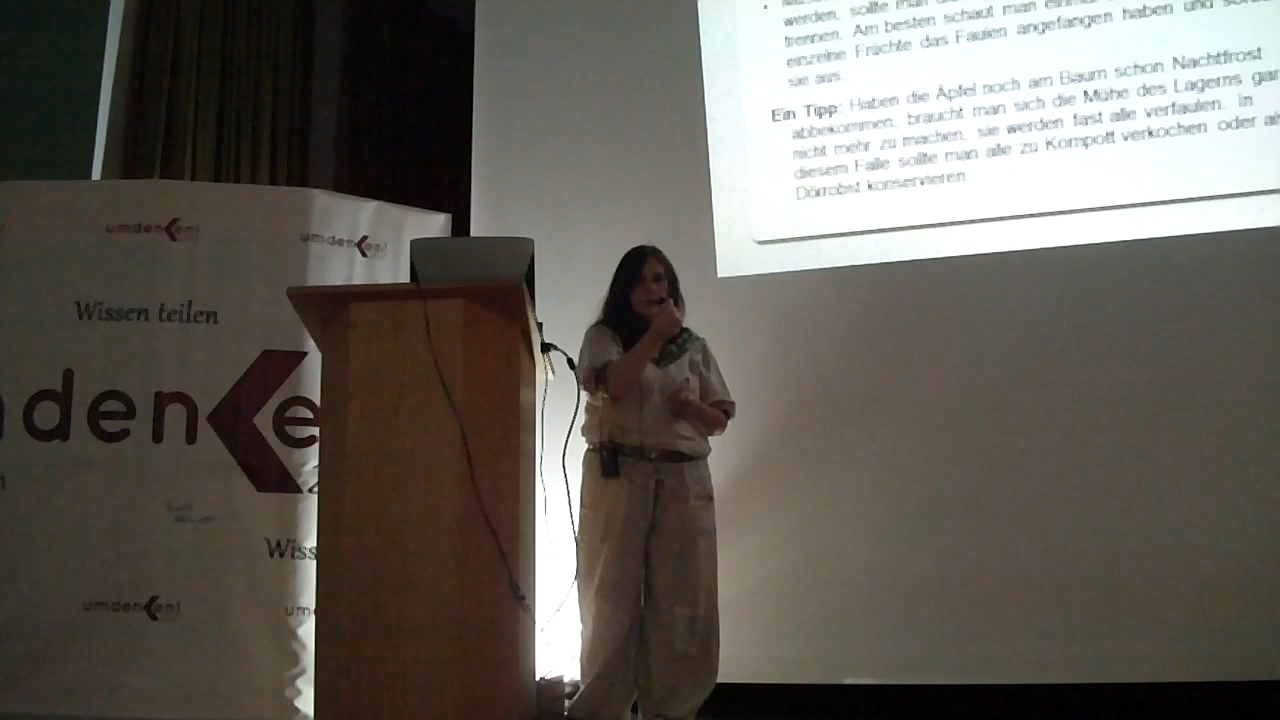 werden, sollte man
trennen. Am besten schaut man
einzelne Früchte das Faulen angefangen haben und
sie aus.
Ein Tipp: Haben die Äpfel noch am Baum schon Nachtfrost
abbekommen, braucht man sich die Mühe des Lagerns gar
nicht mehr zu machen, sie werden fast alle verfaulen. In
diesem Falle sollte man alle zu Kompott verkochen oder als
Dörrobst konservieren.
umdenken!
umdenken!
Wissen teilen
denke
Wiss
umdenken!
um